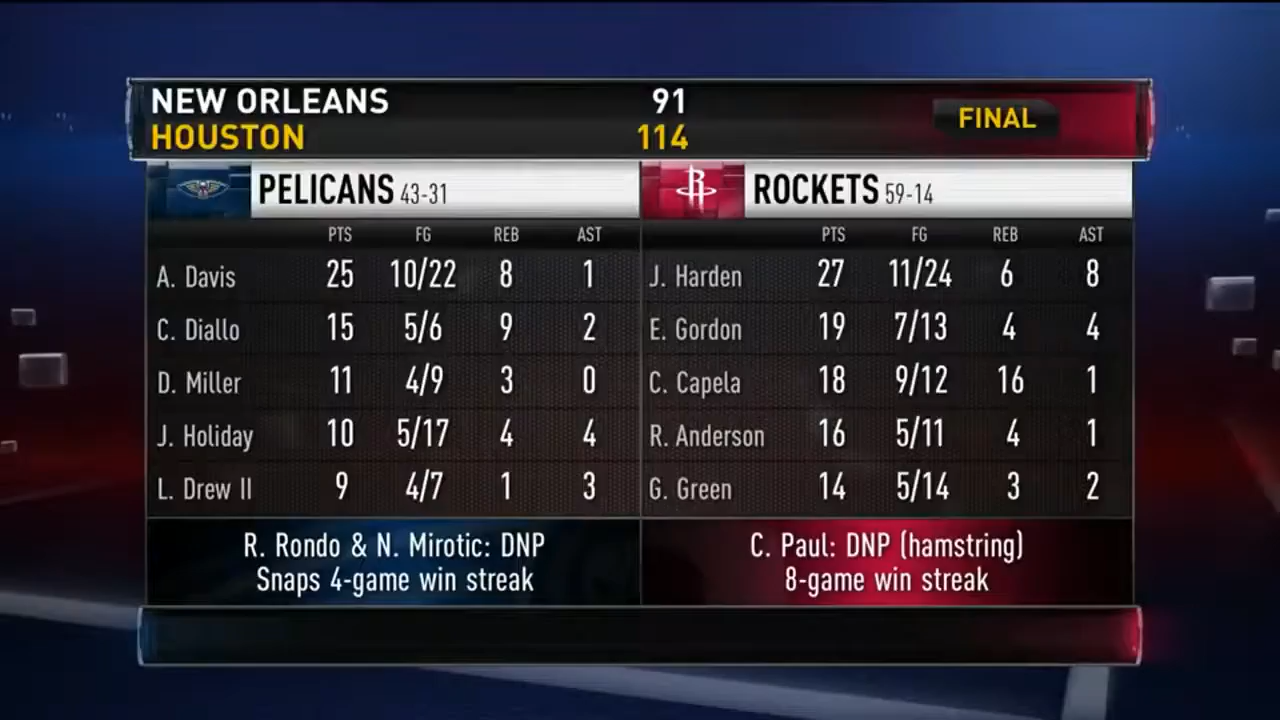 NEW ORLEANS 91
HOUSTON 114
FINAL
PELICANS 43-31
PTS FG REB AST
A. Davis 25 10/22 8 1
C. Diallo 15 5/6 9 2
D. Miller 11 4/9 3 0
J. Holiday 10 5/17 4 4
L. Drew II 9 4/7 1 3
R. Rondo & N. Mirotic: DNP
Snaps 4-game win streak
R
ROCKETS 59-14
PTS FG REB AST
J. Harden 27 11/24 6 8
E. Gordon 19 7/13 4 4
C. Capela 18 9/12 16 1
R. Anderson 16 5/11 4 1
G. Green 14 5/14 3 2
C. Paul: DNP (hamstring)
8-game win streak